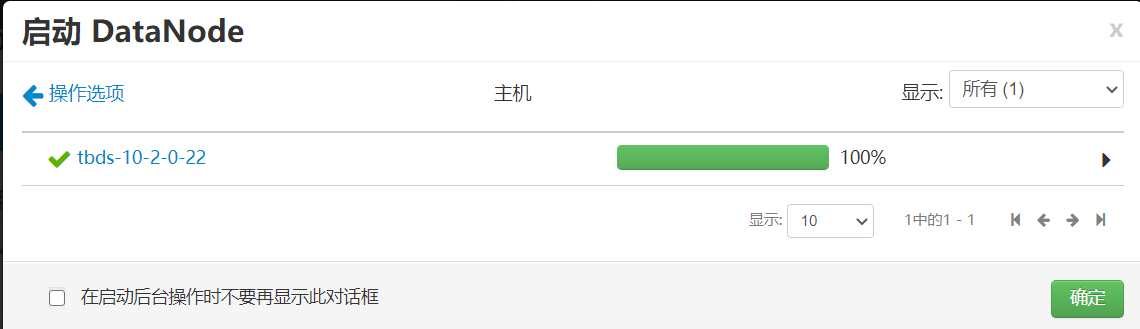 启动 DataNode
x
操作选项 主机 显示: 所有 (1)
tbds-10-2-0-22 100%
显示: 10 1中的1 - 1
在启动后台操作时不要再显示此对话框 确定